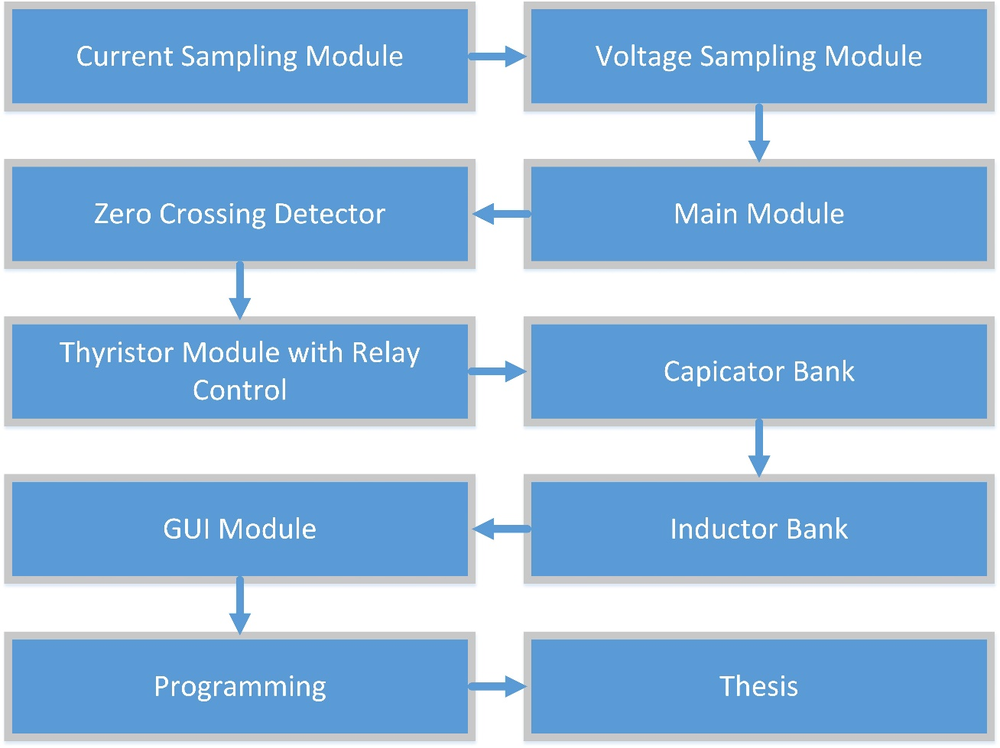 Current Sampling Module
Voltage Sampling Module
Main Module
Zero Crossing Detector
Thyristor Module with Relay
Control
Capicator Bank
Inductor Bank
GUI Module
Programming
Thesis